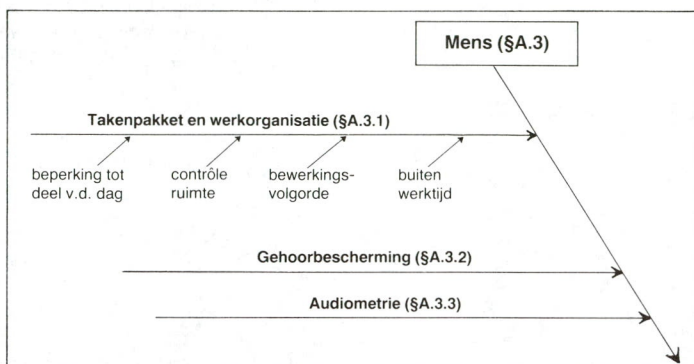 Mens (§A.3)
Takenpakket en werkorganisatie (§A.3.1)
beperking tot
deel v.d. dag
contrôle
ruimte
bewerkings-
volgorde
buiten
werktijd
Gehoorbescherming (§A.3.2)
Audiometrie (§A.3.3)